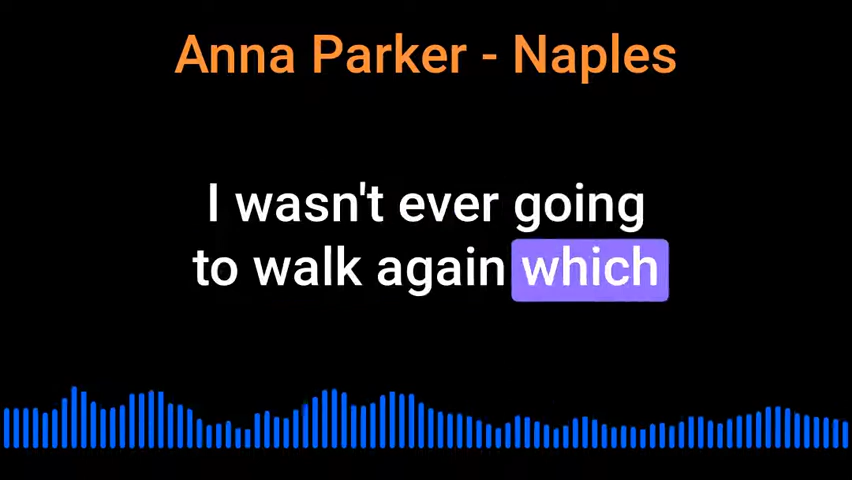 Anna Parker - Naples
I wasn't ever going
to walk again which